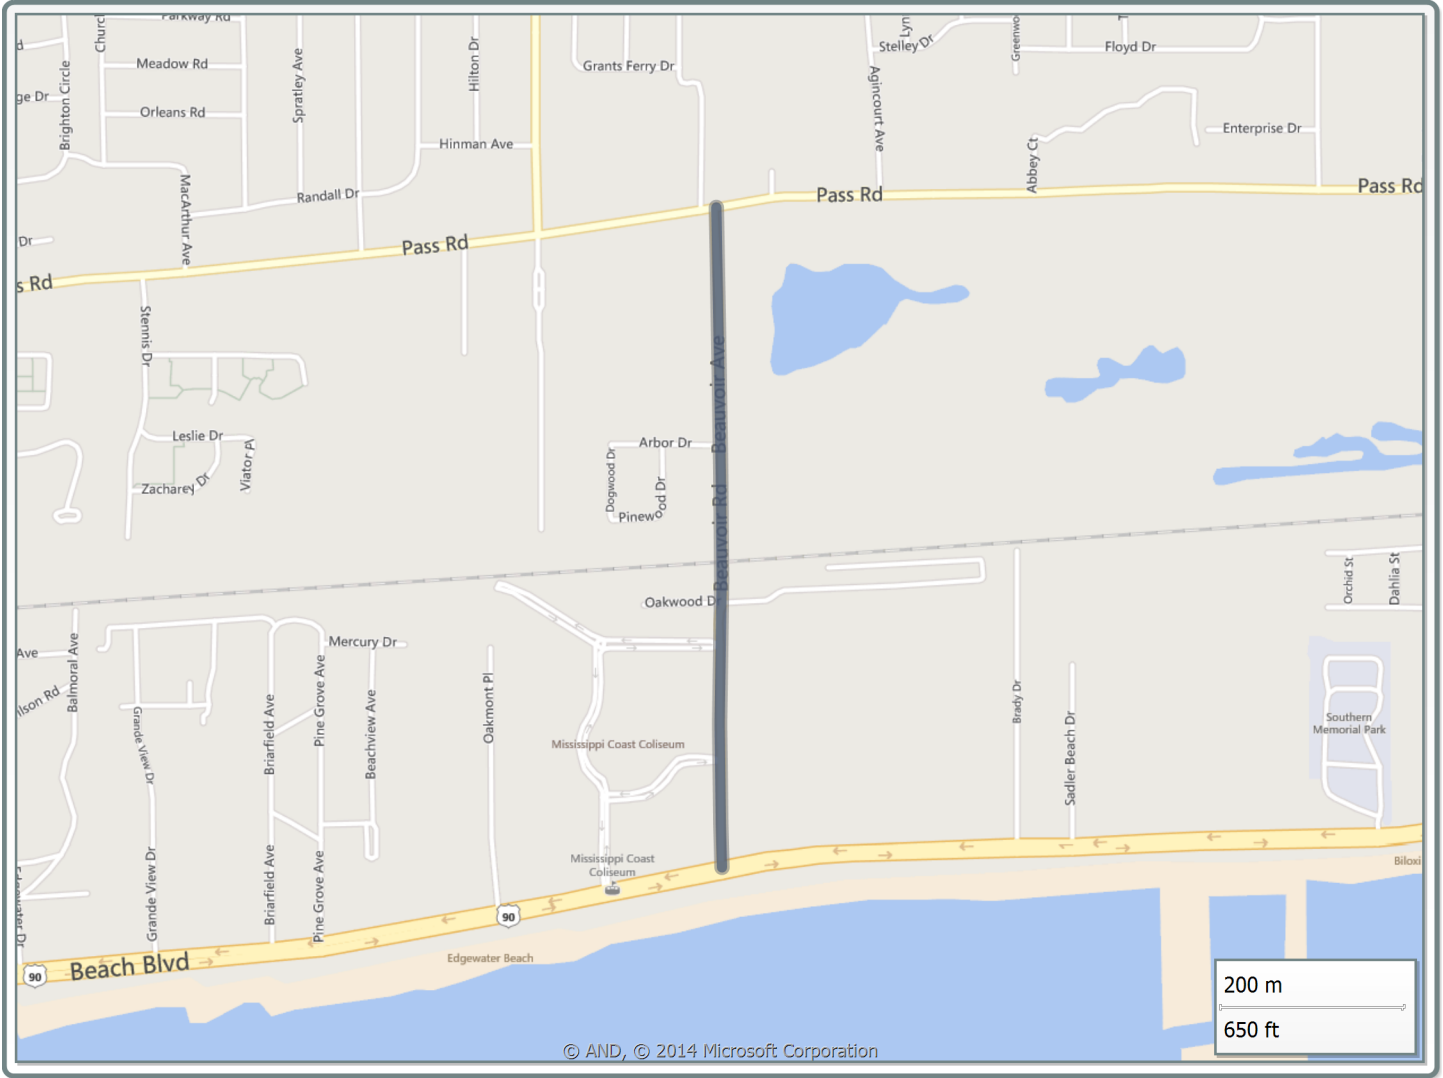 Parkway Rd
Church
Lyn
Greenwo
Stelley Dr
Floyd Dr
Meadow Rd
Spratley Ave
Hilton Dr
Grants Ferry Dr
ge Dr
Brighton Circle
Orleans Rd
Agincourt Ave
Enterprise Dr
Hinman Ave
Abbey Ct
MacArthur Ave
Randall Dr
Pass Rd
Pass Rd
Dr
Pass Rd
s Rd
Stennis Dr
Beauvoir Ave
Leslie Dr
Viator Pl
Zacharey Dr
Arbor Dr
Dogwood Dr
Pinewood Dr
Beauvoir Rd
Oakwood Dr
Orchid St
Dahlia St
Ave
Balmoral Ave
Mercury Dr
ilson Rd
Grande View Dr
Briarfield Ave
Pine Grove Ave
Beachview Ave
Oakmont Pl
Mississippi Coast Coliseum
Brady Dr
Sadler Beach Dr
Southern
Memorial Park
Mississippi Coast
Coliseum
Edgewater Dr
Grande View Dr
Briarfield Ave
Pine Grove Ave
Biloxi
90
90
Beach Blvd
Edgewater Beach
200 m
650 ft
© AND, © 2014 Microsoft Corporation